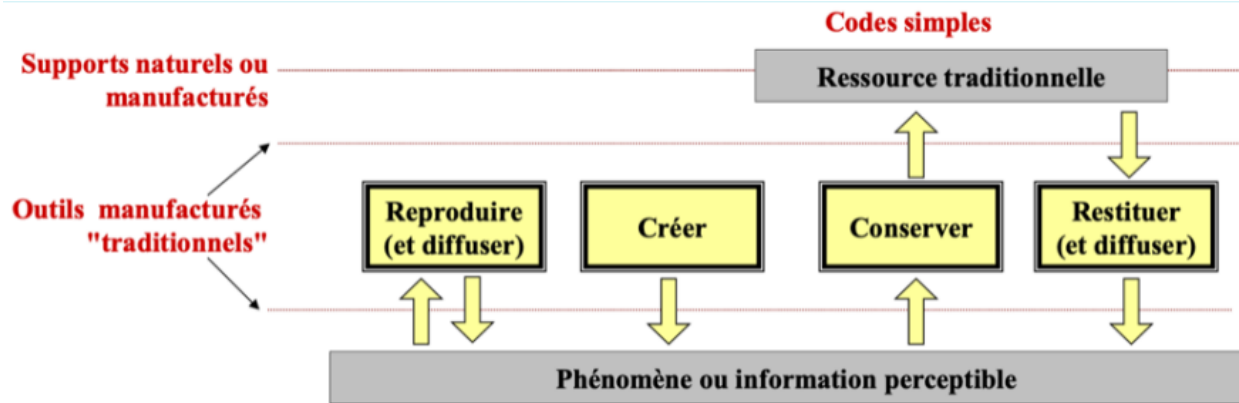 Codes simples
Supports naturels ou
manufacturés
Ressource traditionnelle
Outils manufacturés
"traditionnels"
Reproduire
(et diffuser)
Créer
Conserver
Restituer
(et diffuser)
Phénomène ou information perceptible